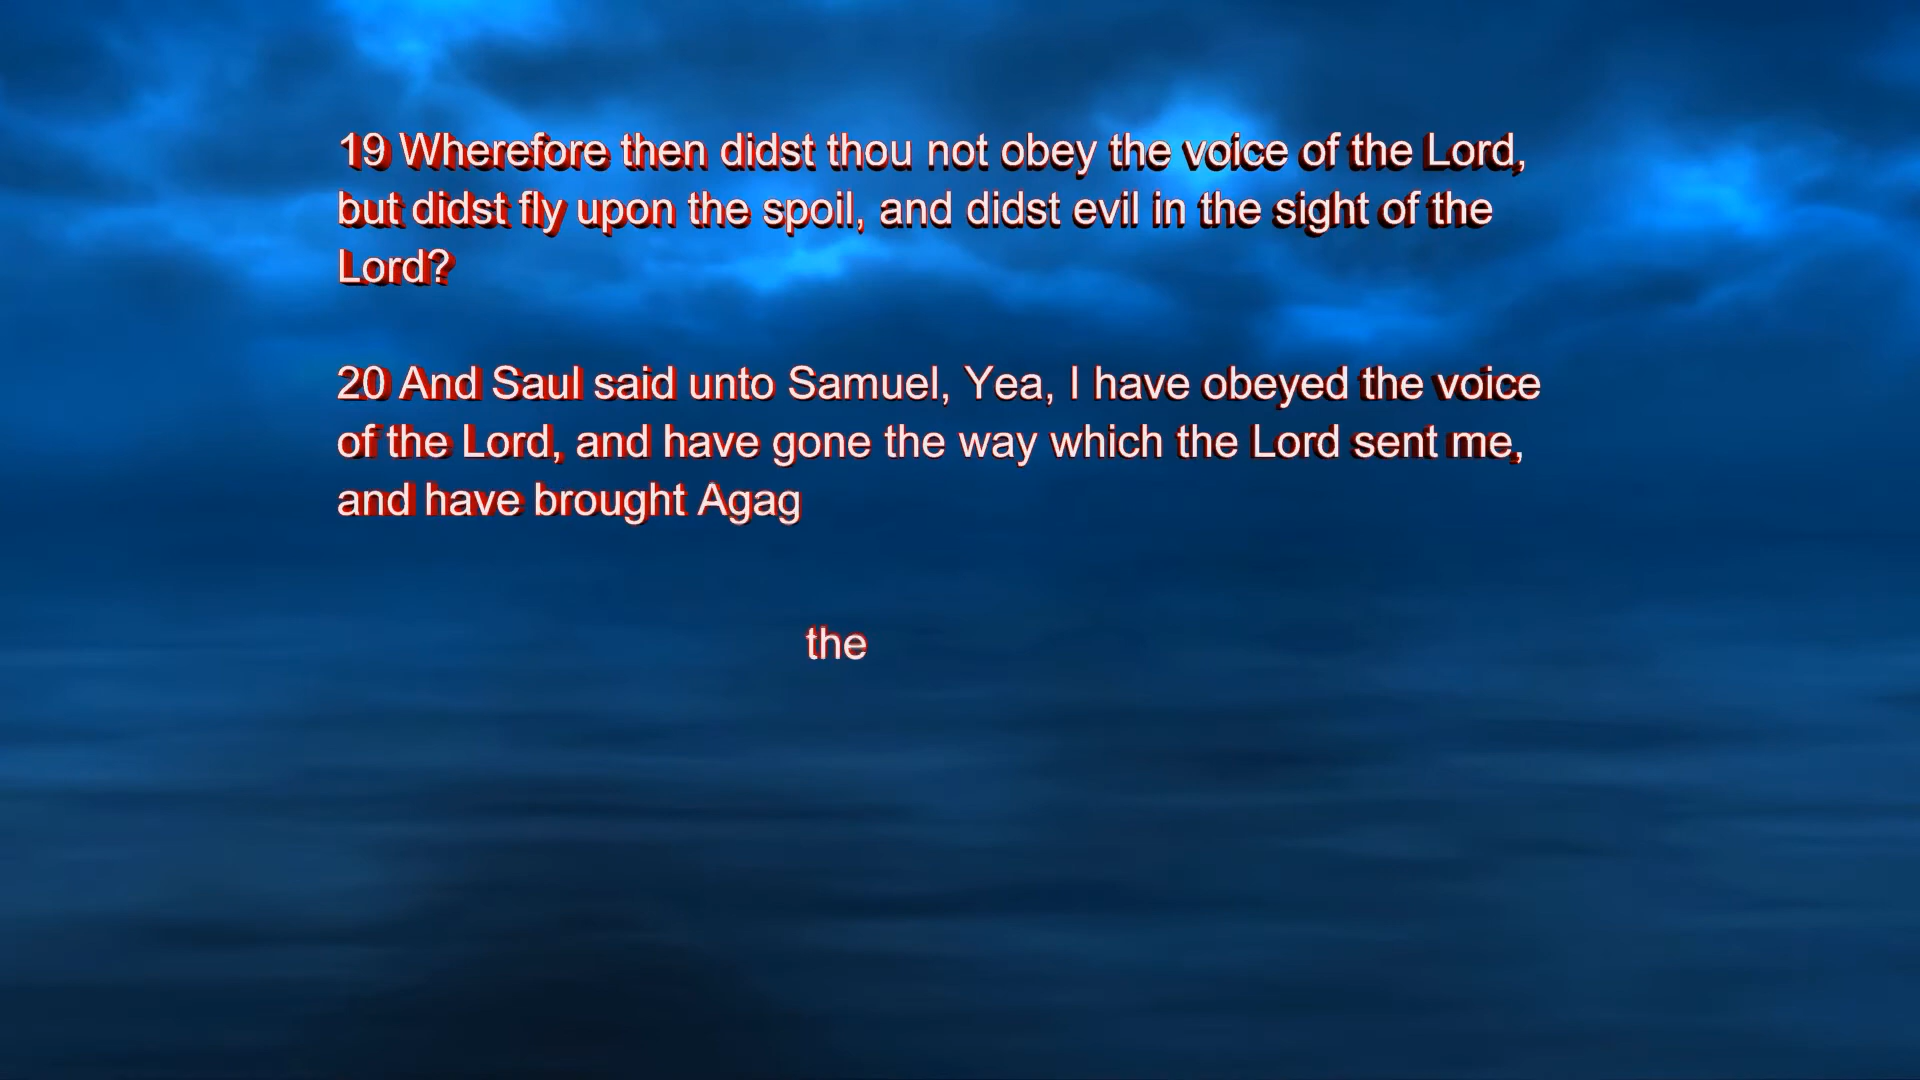 19 Wherefore then didst thou not obey the voice of the Lord,
but didst fly upon the spoil, and didst evil in the sight of the
Lord?
20 And Saul said unto Samuel, Yea, I have obeyed the voice
of the Lord, and have gone the way which the Lord sent me,
and have brought Agag
the